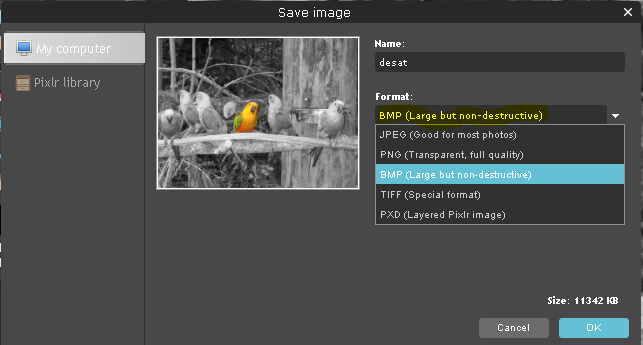 Save image
My computer
Pixlr library
Name:
desat
Format:
BMP (Large but non-destructive)
JPEG (Good for most photos)
PNG (Transparent, full quality)
BMP (Large but non-destructive)
TIFF (Special format)
PXD (Layered Pixlr image)
Size: 11342 KB
Cancel
OK